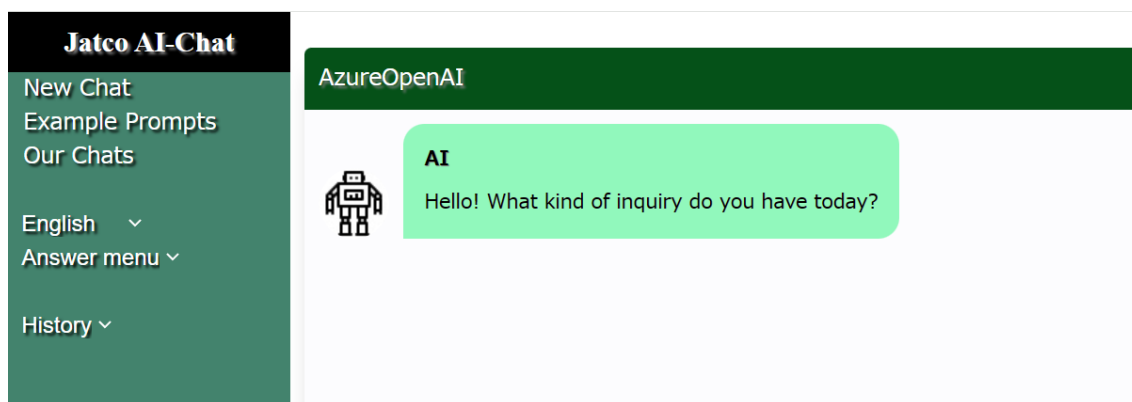 Jatco AI-Chat
New Chat
Example Prompts
Our Chats
English
Answer menu
History
AzureOpenAI
AI
Hello! What kind of inquiry do you have today?